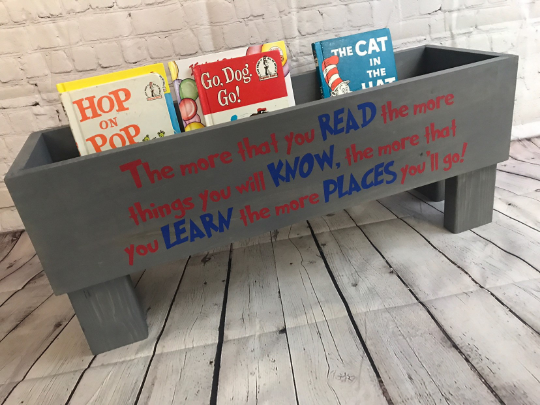 HOP
ON
POP
Go, Dog.
Go!
THE CAT
IN
THE
HAT
The more that you READ the more
things you will KNOW, the more that
you LEARN the more PLACES you'll go!